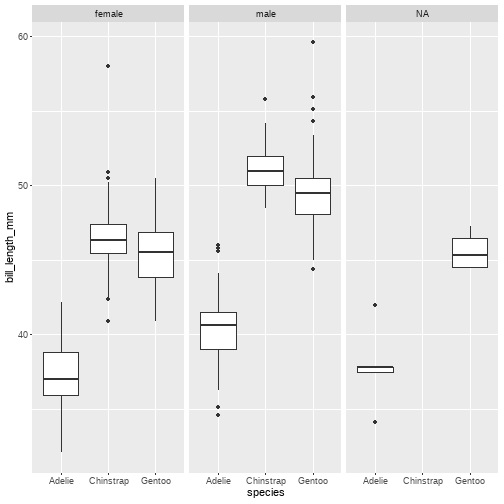 female male NA
60
50
40
bill_length_mm
Adelie Chinstrap Gentoo Adelie Chinstrap Gentoo Adelie Chinstrap Gentoo
species